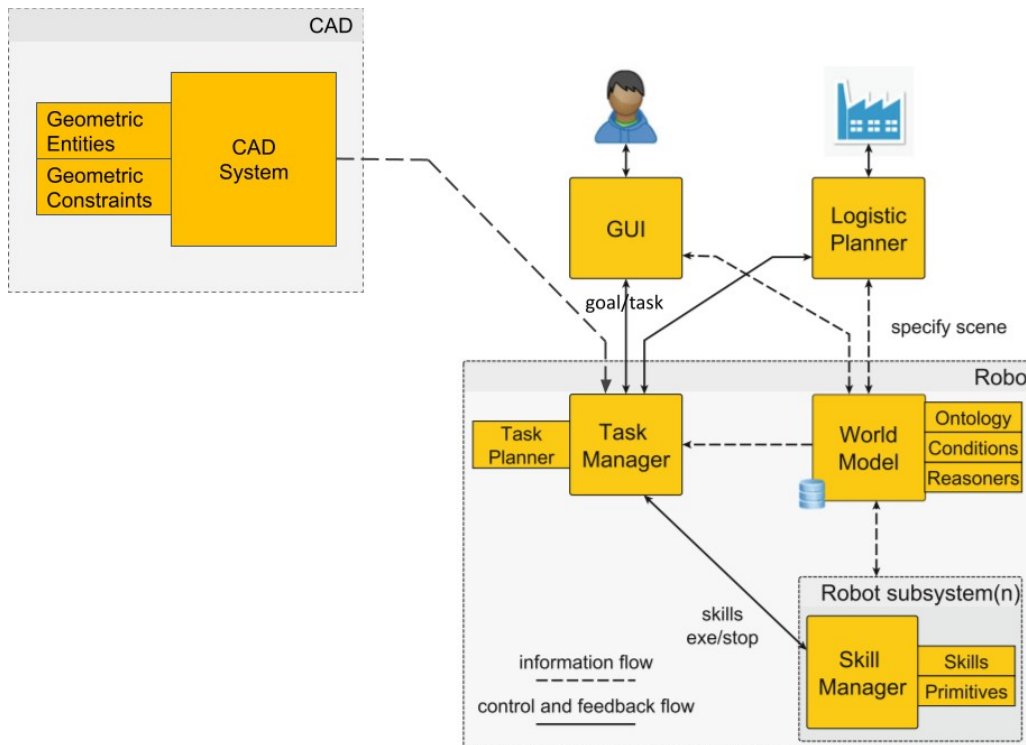 CAD
Geometric
Entities
Geometric
Constraints
CAD
System
GUI
Logistic
Planner
goal/task
specify scene
Robo
Task
Planner
Task
Manager
World
Model
Ontology
Conditions
Reasoners
Robot subsystem(n)
skills
exe/stop
Skill
Manager
Skills
Primitives
information flow
control and feedback flow